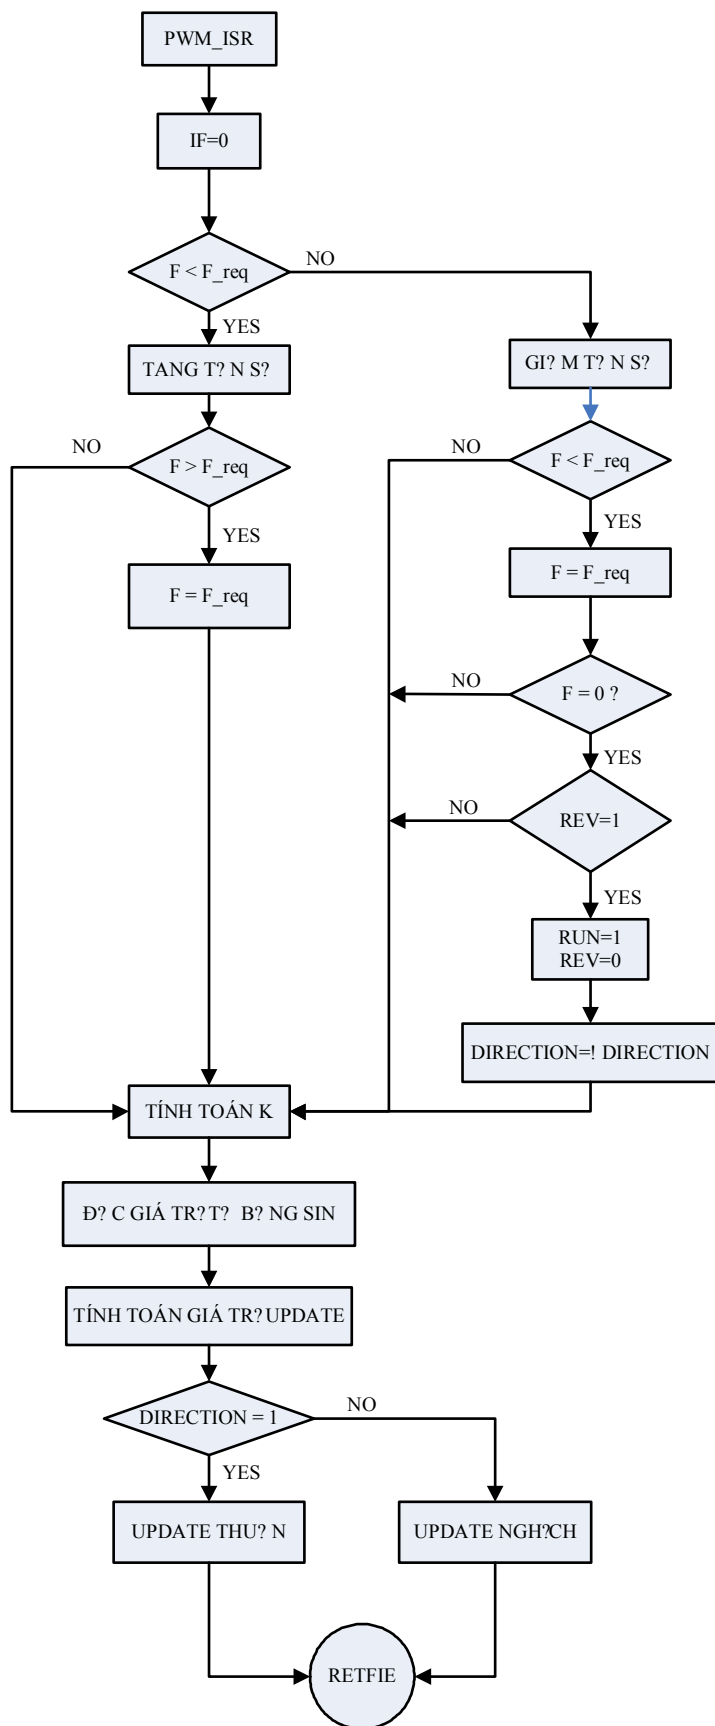 PWM_ISR
IF=0
F < F_req
NO
YES
TANG T? N S?
GI? M T? N S?
NO
F > F_req
NO
F < F_req
YES
YES
F = F_req
F = F_req
NO
F = 0 ?
YES
NO
REV=1
YES
RUN=1
REV=0
DIRECTION=! DIRECTION
TÍNH TOÁN K
Đ? C GIÁ TR? T? B? NG SIN
TÍNH TOÁN GIÁ TR? UPDATE
DIRECTION = 1
NO
YES
UPDATE THU? N
UPDATE NGH?CH
RETFIE